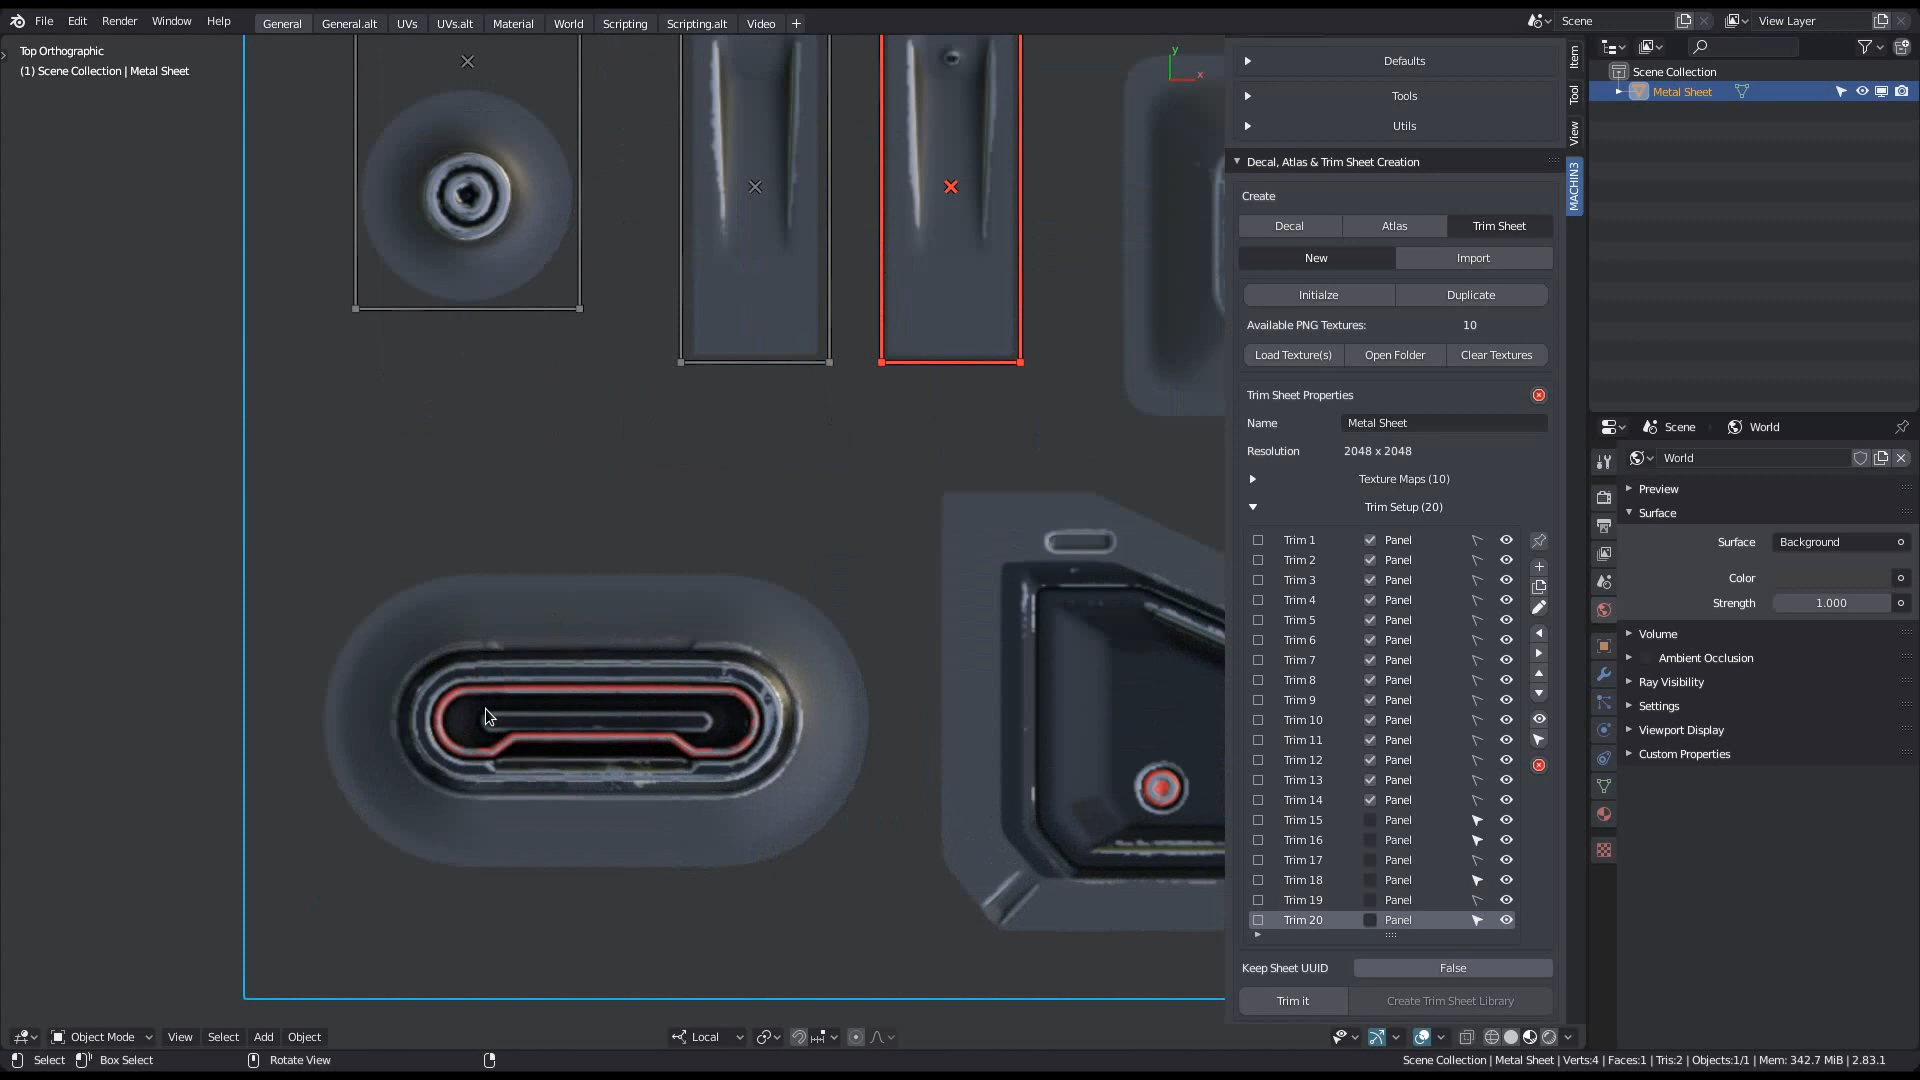 File Edit Render Window Help General General.alt UVs UVs.alt Material World Scripting Scripting.alt Video + Scene View Layer
Top Orthographic
(1) Scene Collection | Metal Sheet
y
x
Defaults
Tools
Utils
Decal, Atlas & Trim Sheet Creation
Create
Decal Atlas Trim Sheet
New Import
Initialze Duplicate
Available PNG Textures: 10
Load Texture(s) Open Folder Clear Textures
Trim Sheet Properties
Name Metal Sheet
Resolution 2048 x 2048
Texture Maps (10)
Trim Setup (20)
Trim 1 Panel
Trim 2 Panel
Trim 3 Panel
Trim 4 Panel
Trim 5 Panel
Trim 6 Panel
Trim 7 Panel
Trim 8 Panel
Trim 9 Panel
Trim 10 Panel
Trim 11 Panel
Trim 12 Panel
Trim 13 Panel
Trim 14 Panel
Trim 15 Panel
Trim 16 Panel
Trim 17 Panel
Trim 18 Panel
Trim 19 Panel
Trim 20 Panel
Keep Sheet UUID False
Trim it Create Trim Sheet Library
Item
Tool
View
MACHIN3
Scene Collection
Metal Sheet
Scene World
World
Preview
Surface
Surface Background
Color
Strength 1.000
Volume
Ambient Occlusion
Ray Visibility
Settings
Viewport Display
Custom Properties
Object Mode View Select Add Object Local
Select Box Select Rotate View Scene Collection | Metal Sheet | Verts:4 | Faces:1 | Tris:2 | Objects:1/1 | Mem: 342.7 MiB | 2.83.1